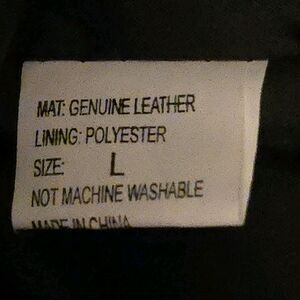 MAT: GENUINE LEATHER
LINING: POLYESTER
SIZE: L
NOT MACHINE WASHABLE
MADE IN CHINA